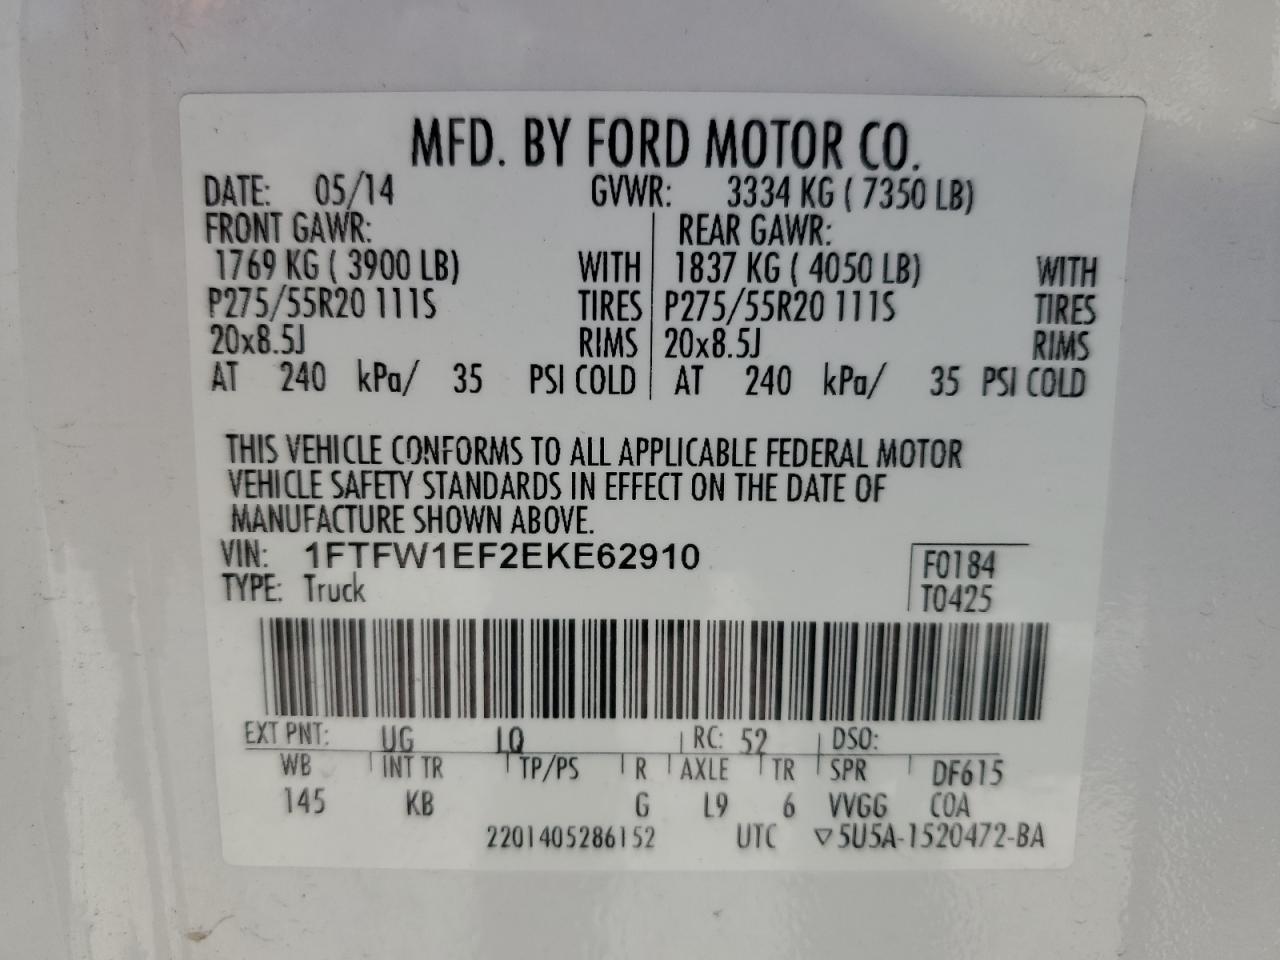 MFD. BY FORD MOTOR CO.
DATE: 05/14 GVWR: 3334 KG ( 7350 LB)
FRONT GAWR: REAR GAWR:
1769 KG ( 3900 LB) WITH 1837 KG ( 4050 LB) WITH
P275/55R20 111S TIRES P275/55R20 111S TIRES
20x8.5J RIMS 20x8.5J RIMS
AT 240 kPa/ 35 PSI COLD AT 240 kPa/ 35 PSI COLD
THIS VEHICLE CONFORMS TO ALL APPLICABLE FEDERAL MOTOR
VEHICLE SAFETY STANDARDS IN EFFECT ON THE DATE OF
MANUFACTURE SHOWN ABOVE.
VIN: 1FTFW1EF2EKE62910 F0184
TYPE: Truck T0425
EXT PNT: UG LQ RC: 52 DSO:
WB INT TR TP/PS R AXLE TR SPR DF615
145 KB G L9 6 VVGG COA
2201405286152 UTC ▽5U5A-1520472-BA